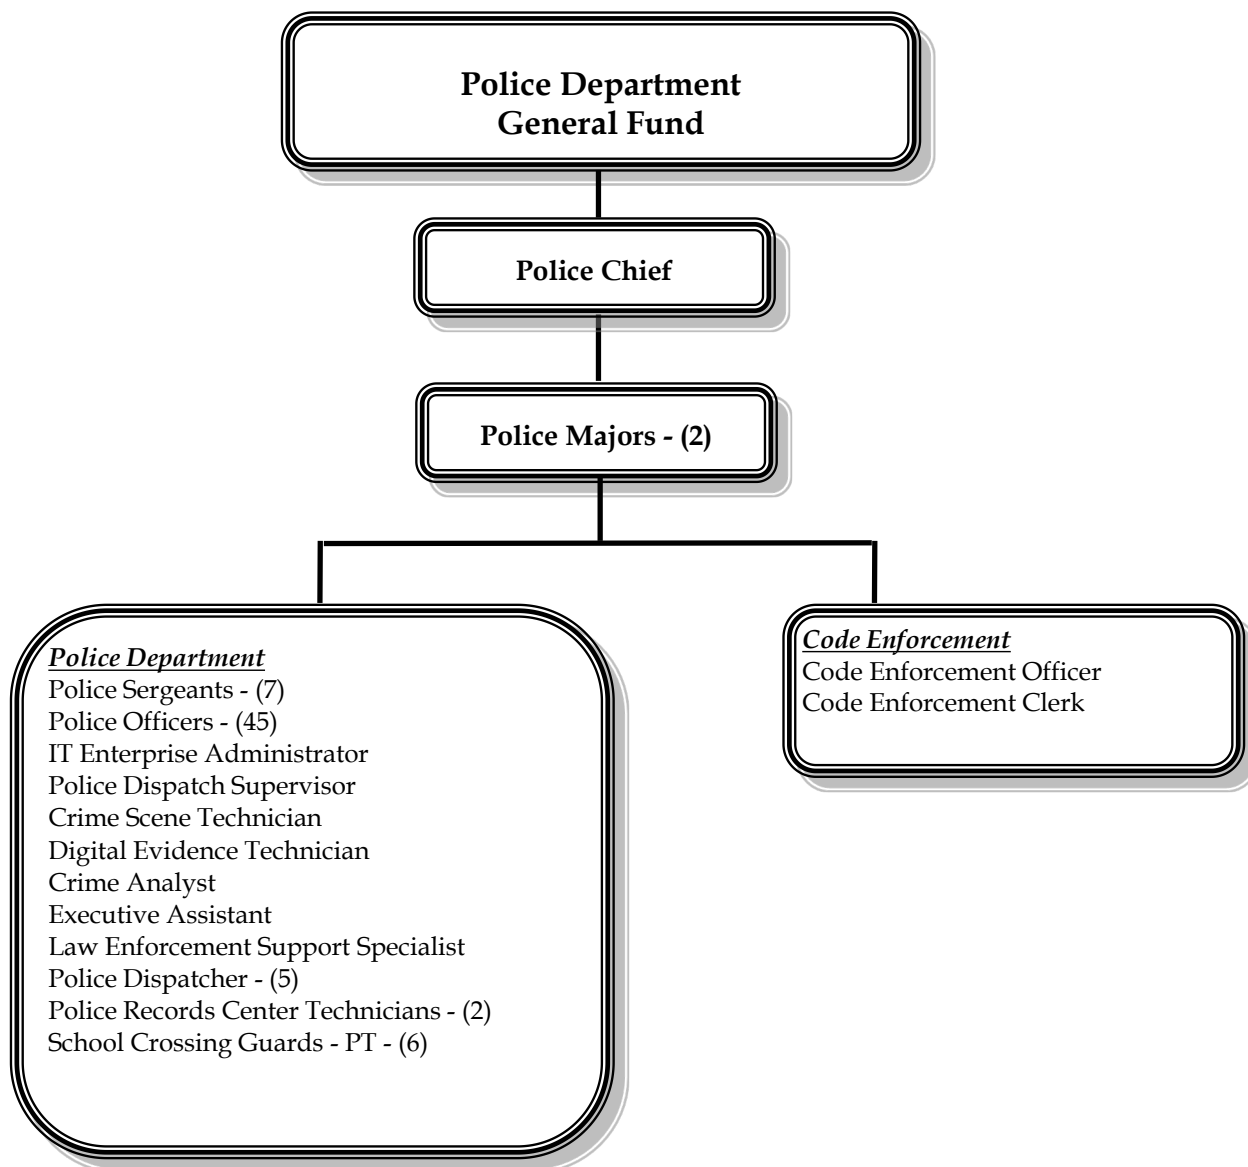 Police Department
General Fund
Police Chief
Police Majors - (2)
Police Department
Police Sergeants - (7)
Police Officers - (45)
IT Enterprise Administrator
Police Dispatch Supervisor
Crime Scene Technician
Digital Evidence Technician
Crime Analyst
Executive Assistant
Law Enforcement Support Specialist
Police Dispatcher - (5)
Police Records Center Technicians - (2)
School Crossing Guards - PT - (6)
Code Enforcement
Code Enforcement Officer
Code Enforcement Clerk